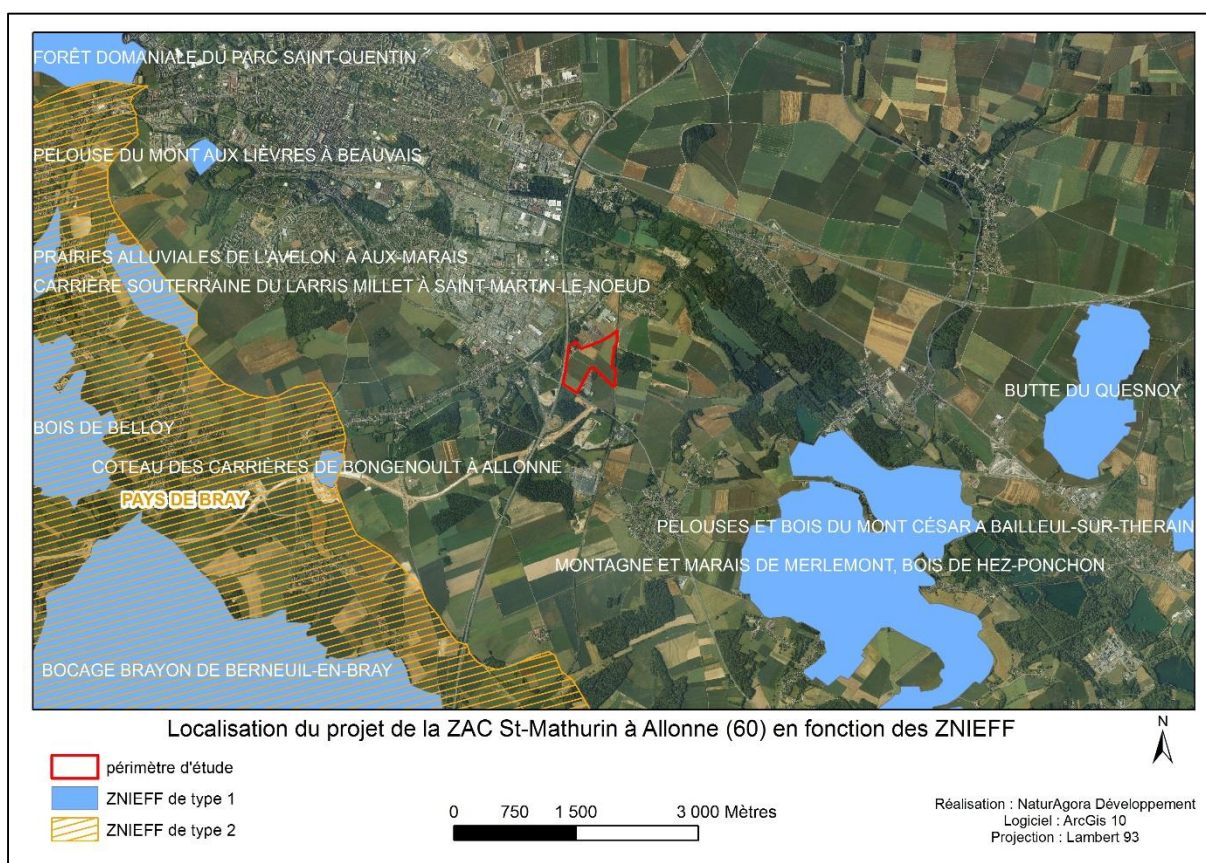 FORÊT DOMANIALE DU PARC SAINT-QUENTIN
PELOUSE DU MONT AUX LIÈVRES À BEAUVAIS
PRAIRIES ALLUVIALES DE L'AVELON À AUX-MARAIS
CARRIÈRE SOUTERRAINE DU LARRIS MILLET À SAINT-MARTIN-LE-NOEUD
BUTTE DU QUESNOY
BOIS DE BELLOY
COTEAU DES CARRIÈRES DE BONGENOULT À ALLONNE
PAYS DE BRAY
PELOUSES ET BOIS DU MONT CÉSAR A BAILLEUL-SUR-THERAIN
MONTAGNE ET MARAIS DE MERLEMONT, BOIS DE HEZ-PONCHON
BOCAGE BRAYON DE BERNEUIL-EN-BRAY
Localisation du projet de la ZAC St-Mathurin à Allonne (60) en fonction des ZNIEFF
N
périmètre d'étude
ZNIEFF de type 1
ZNIEFF de type 2
0 750 1 500 3 000 Mètres
Réalisation : NaturAgora Développement
Logiciel : ArcGis 10
Projection : Lambert 93